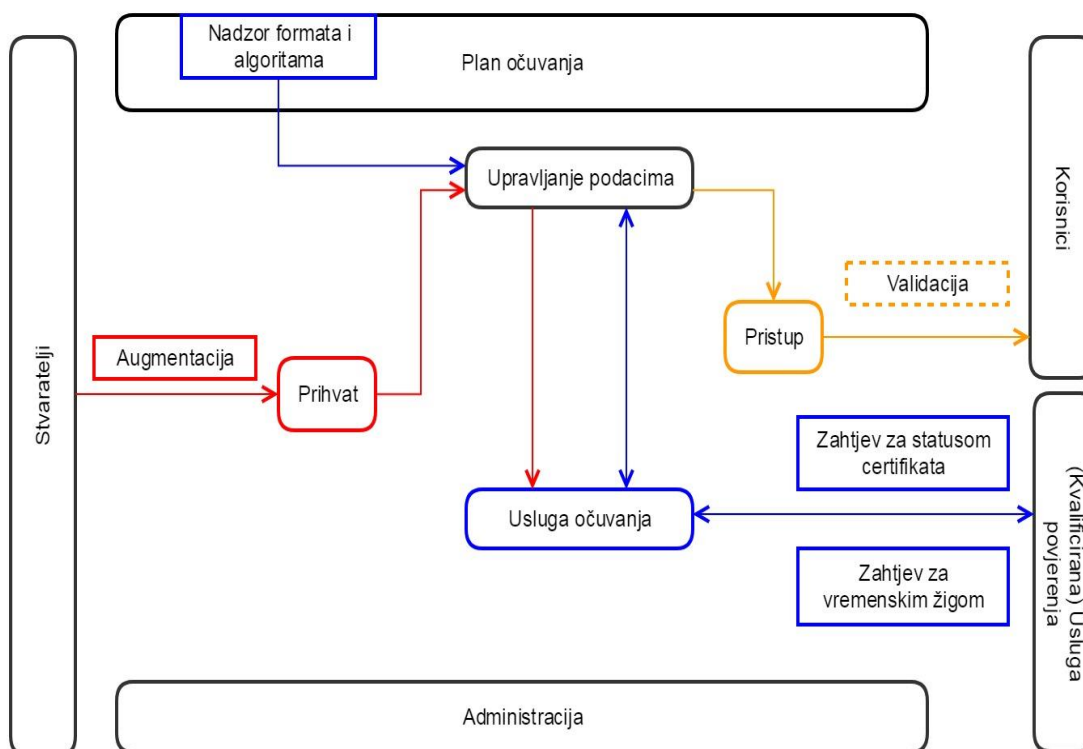 Nadzor formata i
algoritama
Plan očuvanja
Upravljanje podacima
Korisnici
Validacija
Pristup
Augmentacija
Prihvat
Stvaratelji
Zahtjev za statusom
certifikata
Usluga očuvanja
(Kvalificirana) Usluga
povjerenja
Zahtjev za
vremenskim žigom
Administracija